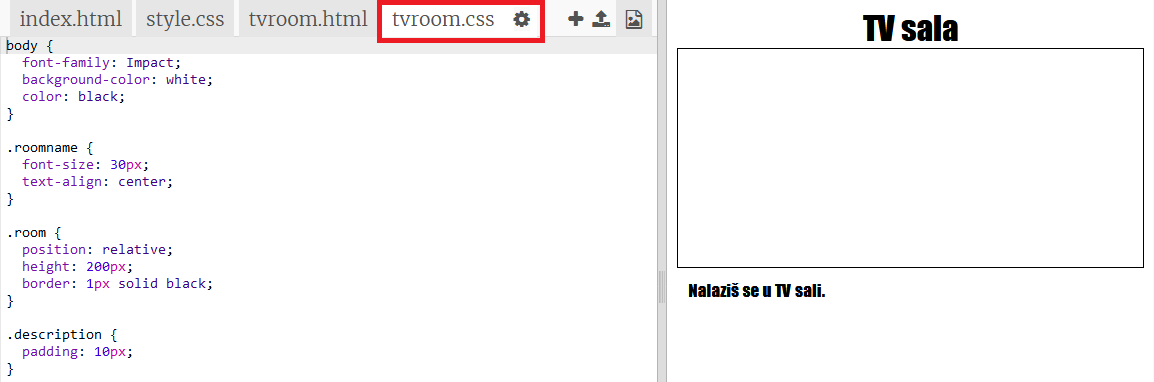 index.html style.css tvroom.html tvroom.css
body {
  font-family: Impact;
  background-color: white;
  color: black;
}

.roomname {
  font-size: 30px;
  text-align: center;
}

.room {
  position: relative;
  height: 200px;
  border: 1px solid black;
}

.description {
  padding: 10px;
}
TV sala
Nalaziš se u TV sali.